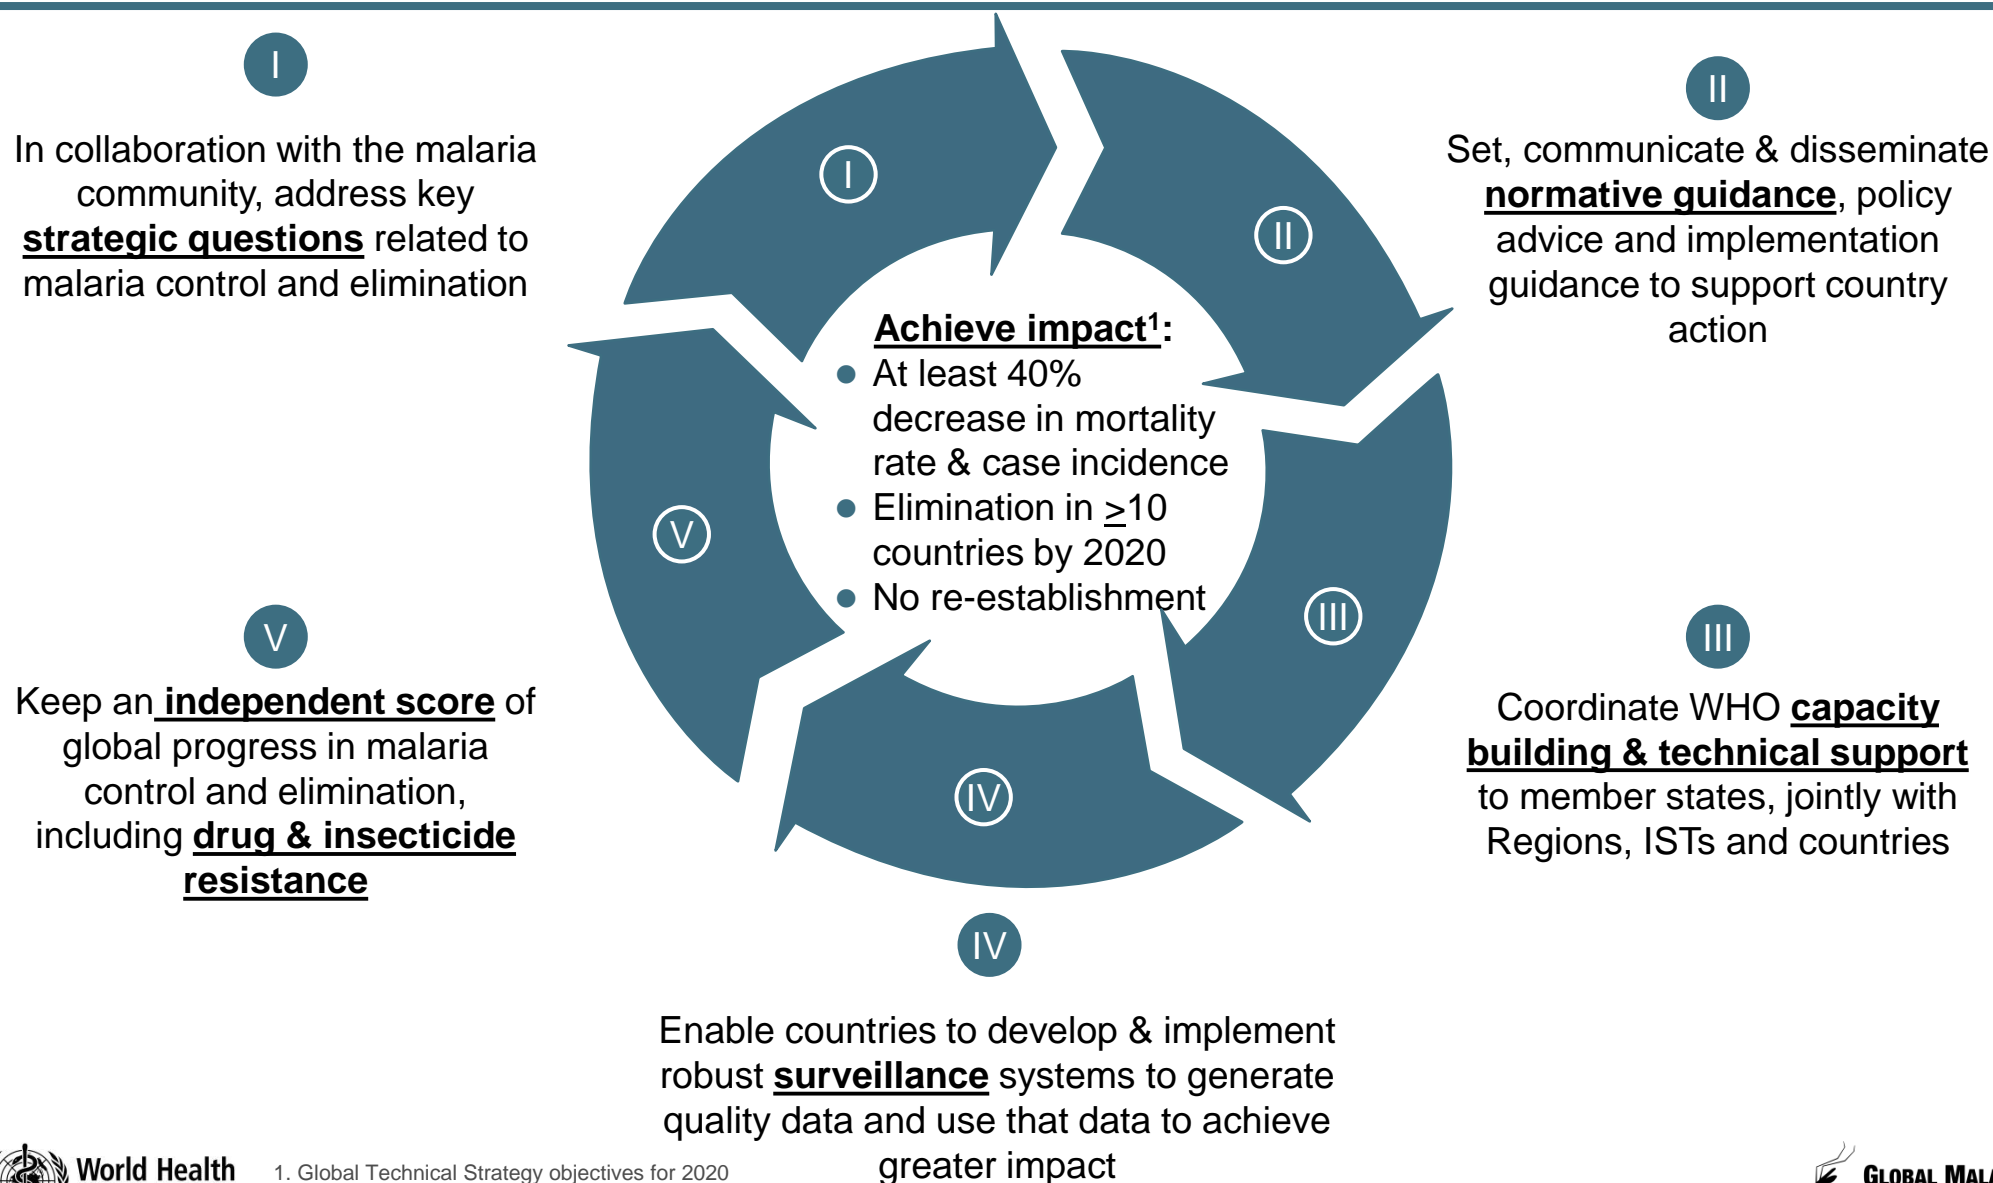 I
In collaboration with the malaria
community, address key
strategic questions related to
malaria control and elimination
II
Set, communicate & disseminate
normative guidance, policy
advice and implementation
guidance to support country
action
I
II
III
IV
V
Achieve impact¹:
● At least 40%
decrease in mortality
rate & case incidence
● Elimination in ≥10
countries by 2020
● No re-establishment
III
Coordinate WHO capacity
building & technical support
to member states, jointly with
Regions, ISTs and countries
IV
Enable countries to develop & implement
robust surveillance systems to generate
quality data and use that data to achieve
greater impact
V
Keep an independent score of
global progress in malaria
control and elimination,
including drug & insecticide
resistance
World Health
1. Global Technical Strategy objectives for 2020
GLOBAL